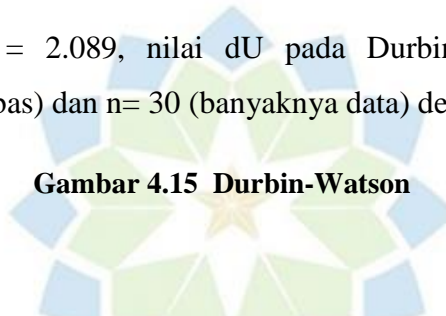 = 2.089, nilai dU pada Durbin
bas) dan n= 30 (banyaknya data) de
Gambar 4.15 Durbin-Watson